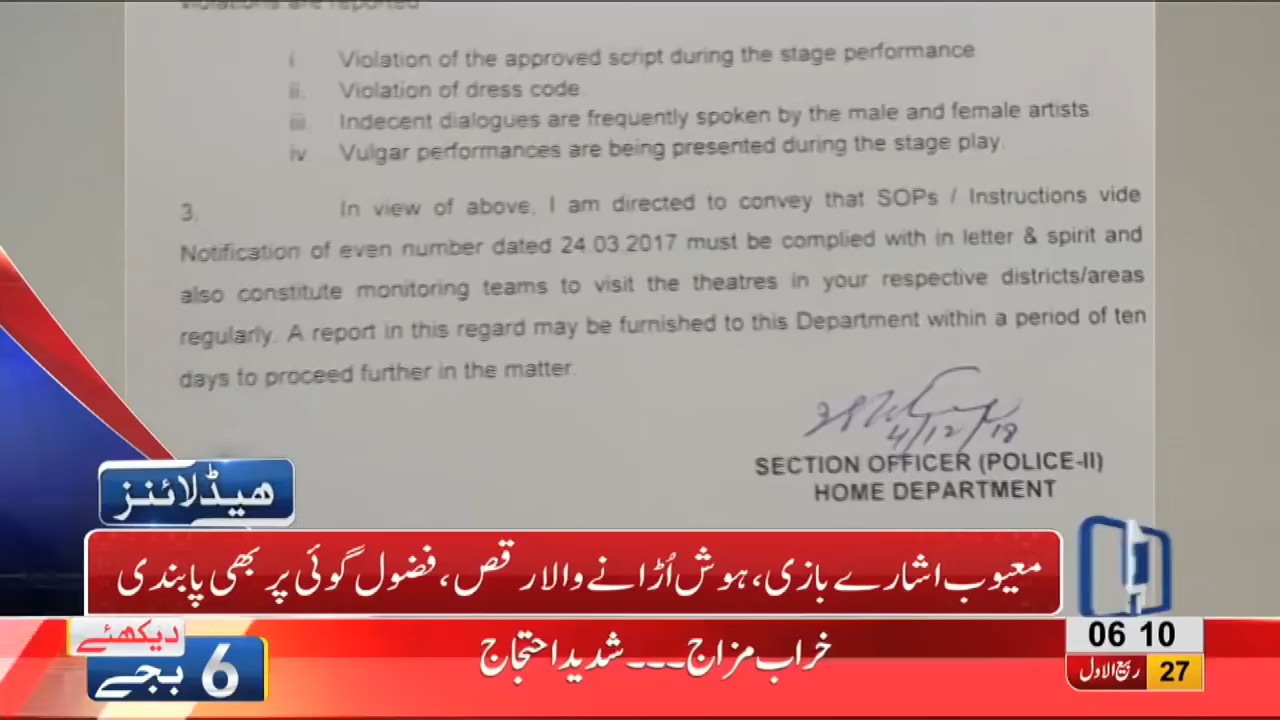 violations are reported
i. Violation of the approved script during the stage performance
ii. Violation of dress code.
iii. Indecent dialogues are frequently spoken by the male and female artists.
iv Vulgar performances are being presented during the stage play.
3. In view of above, I am directed to convey that SOPs / Instructions vide
Notification of even number dated 24.03.2017 must be complied with in letter & spirit and
also constitute monitoring teams to visit the theatres in your respective districts/areas
regularly. A report in this regard may be furnished to this Department within a period of ten
days to proceed further in the matter.
4/12/18
SECTION OFFICER (POLICE-II)
HOME DEPARTMENT
ہیڈلائنز
معیوب اشارے بازی، ہوش اُڑانے والا رقص، فضول گوئی پر بھی پابندی
دیکھئے
6 بجے
خراب مزاج۔۔۔شدید احتجاج
06 10
27 ربیع الاول